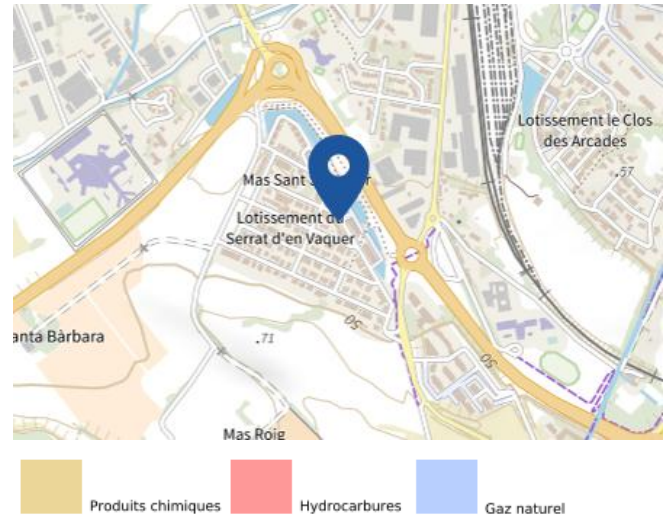 Lotissement le Clos
des Arcades
.57
Mas Sant
Lotissement du
Serrat d'en Vaquer
50
anta Bàrbara
.71
50
Mas Roig
Produits chimiques
Hydrocarbures
Gaz naturel